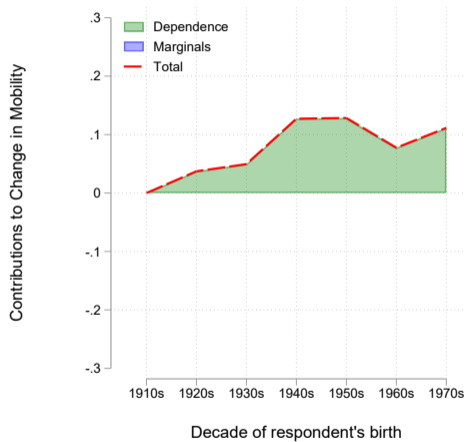 Contributions to Change in Mobility
.3
.2
.1
0
-.1
-.2
-.3
Dependence
Marginals
Total
1910s 1920s 1930s 1940s 1950s 1960s 1970s
Decade of respondent's birth